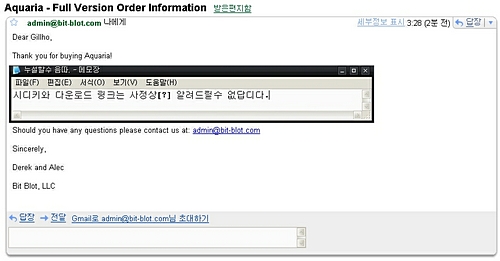 Aquaria - Full Version Order Information 받은편지함
admin@bit-blot.com 나에게 세부정보 표시 3:28 (2분 전) 답장
Dear Gillho,
Thank you for buying Aquaria!
누설할수 음따. - 메모장
파일(F) 편집(E) 서식(O) 보기(V) 도움말(H)
시디키와 다운로드 링크는 사정상[?] 알려드릴수 없답디다.
Should you have any questions please contact us at: admin@bit-blot.com
Sincerely,
Derek and Alec
Bit Blot, LLC
답장 전달 Gmail로 admin@bit-blot.com님 초대하기